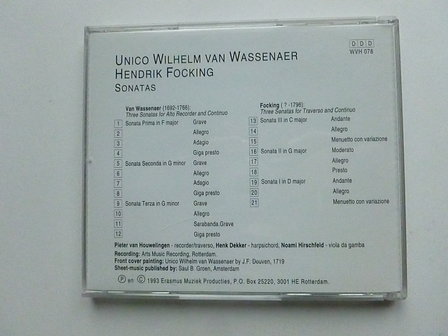 UNICO WILHELM VAN WASSENAER
HENDRIK FOCKING
SONATAS
DDD
WVH 078
Van Wassenaer (1692-1766):
Three Sonatas for Alto Recorder and Continuo
1 Sonata Prima in F major Grave
2 Allegro
3 Adagio
4 Giga presto
5 Sonata Seconda in G minor Grave
6 Allegro
7 Adagio
8 Giga presto
9 Sonata Terza in G minor Grave
10 Allegro
11 Sarabanda Grave
12 Giga presto
Focking ( ? -1796):
Three Sonatas for Traverso and Continuo
13 Sonata III in C major Andante
14 Allegro
15 Menuetto con variazione
16 Sonata II in G major Moderato
17 Allegro
18 Presto
19 Sonata I in D major Andante
20 Allegro
21 Menuetto con variazione
Pieter van Houwelingen - recorder/traverso, Henk Dekker - harpsichord, Noami Hirschfeld - viola da gamba
Recording: Arts Music Recording, Rotterdam.
Front cover painting: Unico Wilhelm van Wassenaer by J.F. Douven, 1719
Sheet-music published by: Saul B. Groen, Amsterdam
P en C 1993 Erasmus Muziek Producties, P.O. Box 25220, 3001 HE Rotterdam.